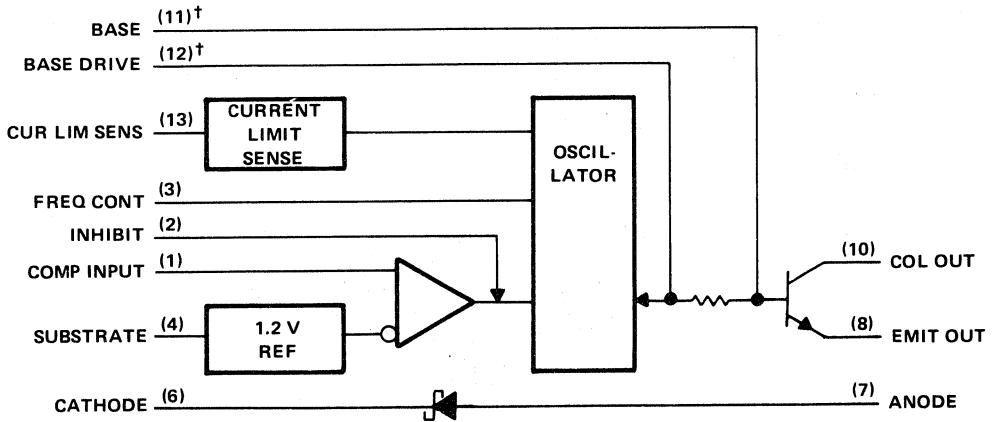 BASE (11)†
BASE DRIVE (12)†
CUR LIM SENS (13)
CURRENT
LIMIT
SENSE
OSCIL-
LATOR
FREQ CONT (3)
INHIBIT (2)
COMP INPUT (1)
SUBSTRATE (4)
1.2 V
REF
(10) COL OUT
(8) EMIT OUT
CATHODE (6)
(7) ANODE